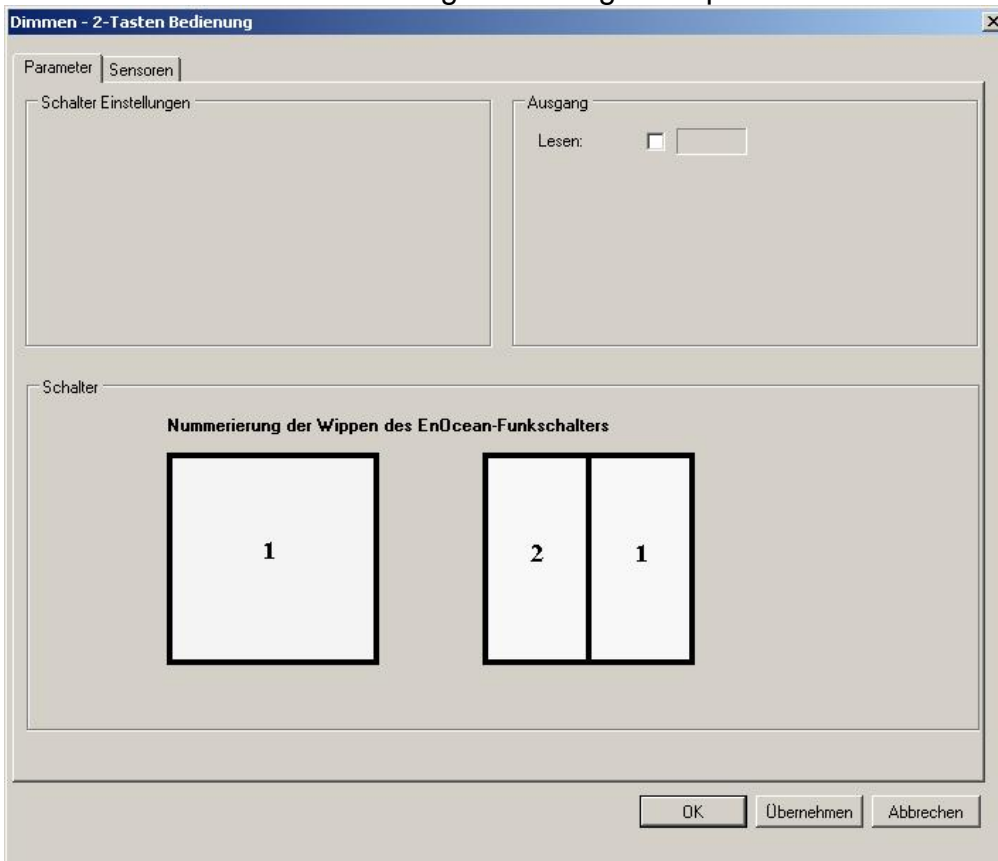 Dimmen - 2-Tasten Bedienung
Parameter Sensoren
Schalter Einstellungen
Ausgang
Lesen:
Schalter
Nummerierung der Wippen des EnOcean-Funkschalters
1
2 1
OK Übernehmen Abbrechen